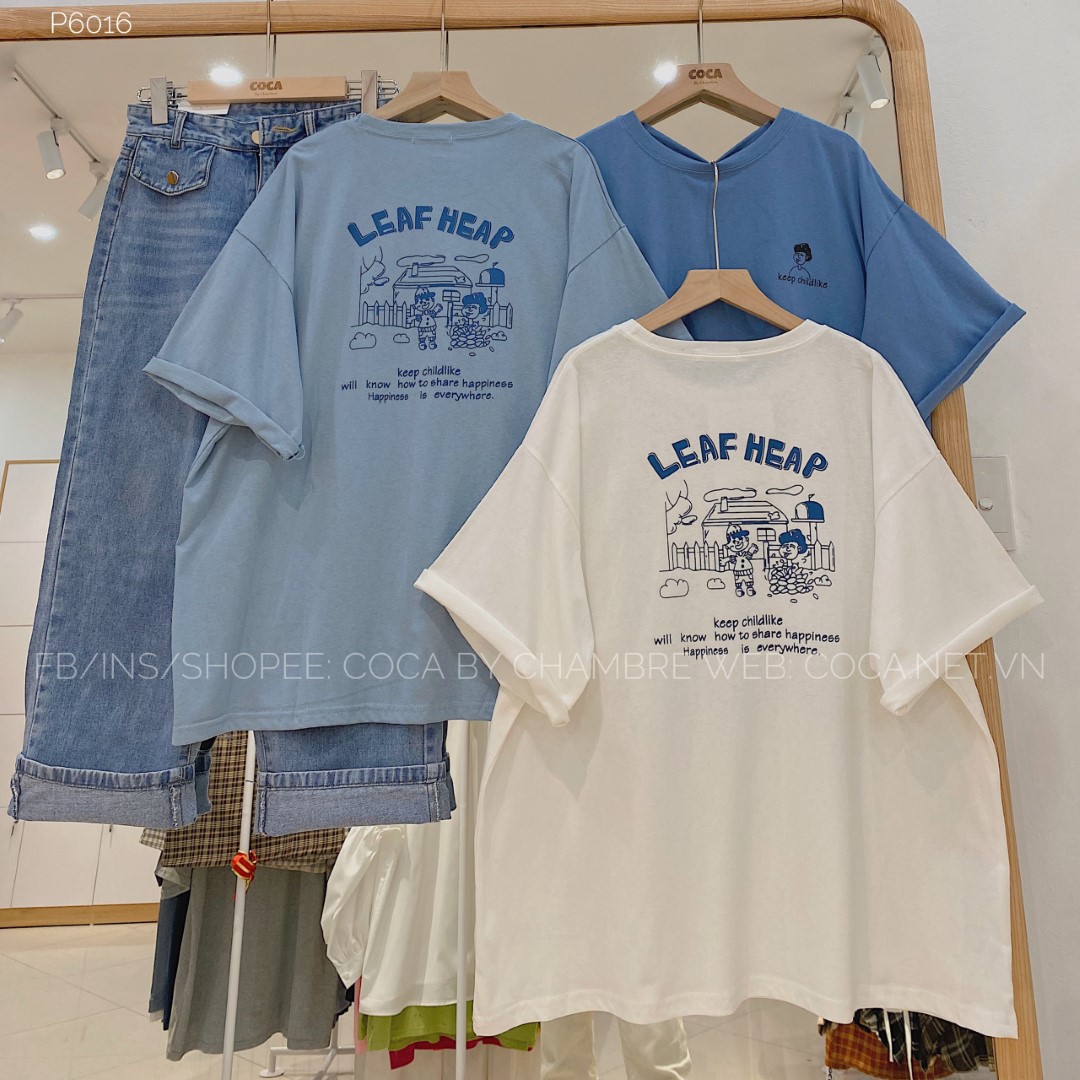 P6016
COCA
COCA
LEAF HEAP
keep childlike
will know how to share happiness
Happiness is everywhere.
keep childlike
LEAF HEAP
keep childlike
will know how to share happiness
Happiness is everywhere.
FB/INS/SHOPEE: COCA BY CHAMBRE WEB: COCA.NET.VN